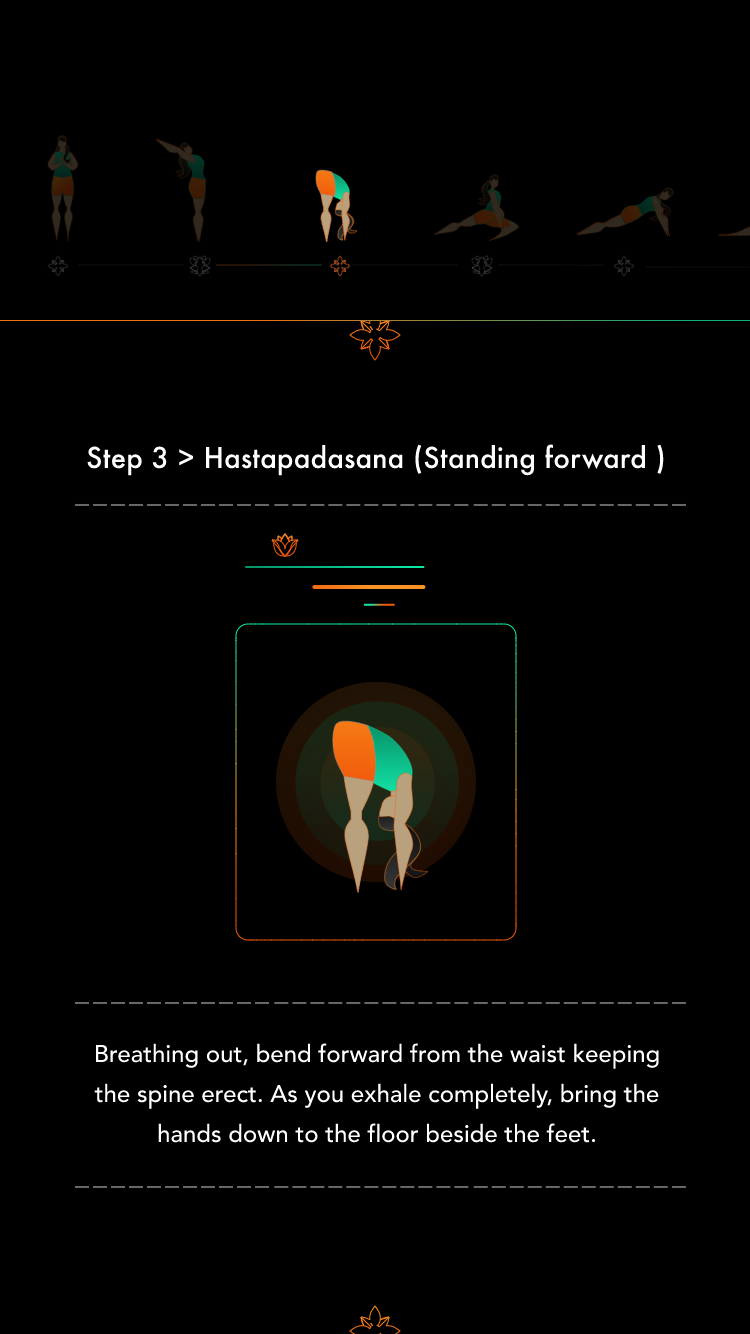 Step 3 > Hastapadasana (Standing forward )
Breathing out, bend forward from the waist keeping
the spine erect. As you exhale completely, bring the
hands down to the floor beside the feet.